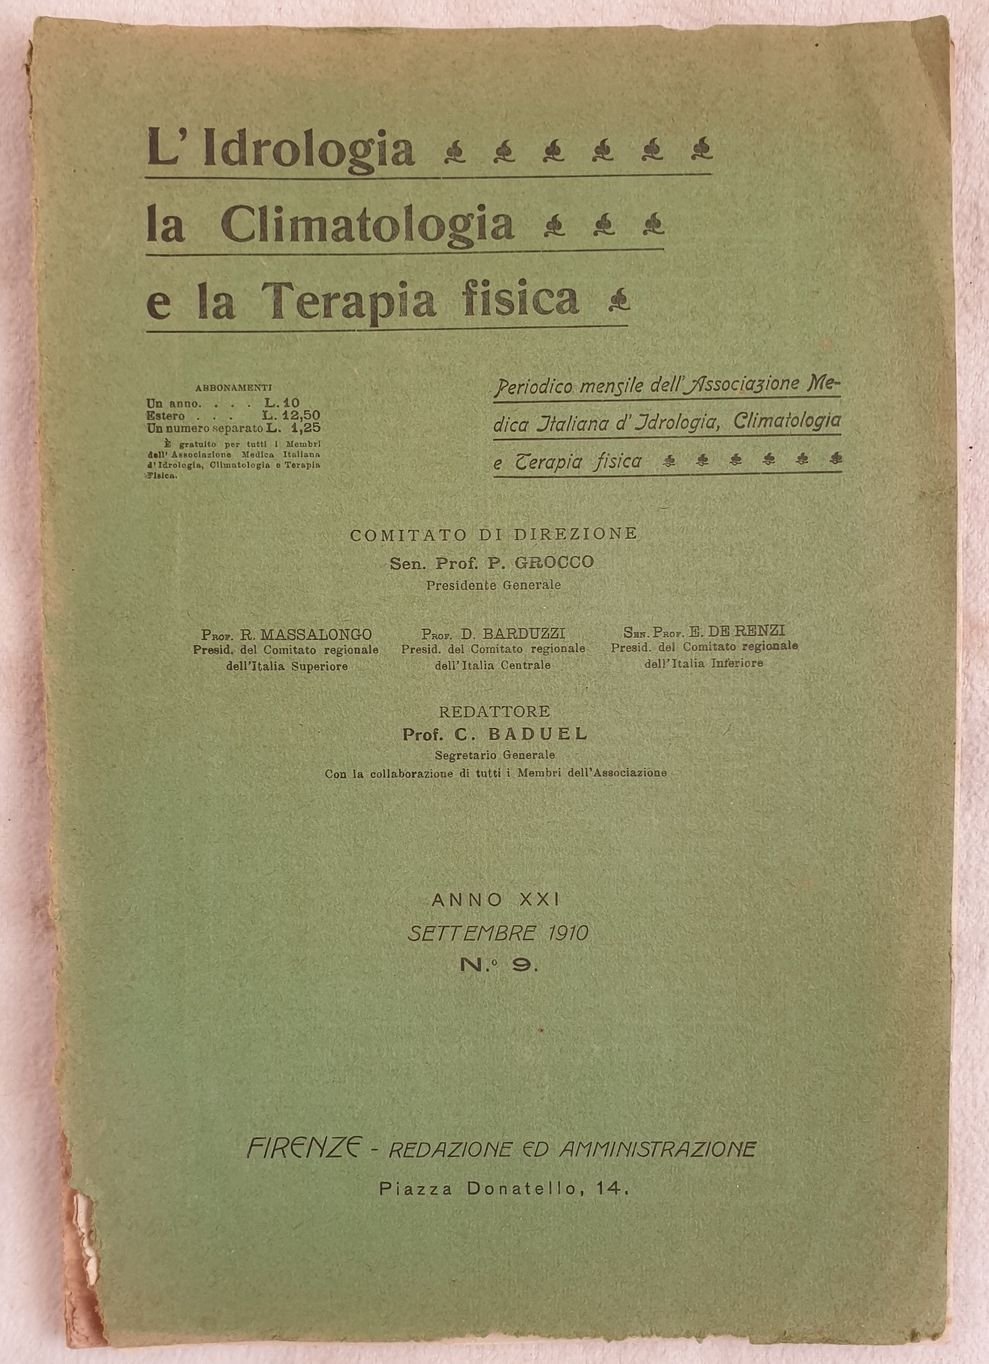 L' Idrologia
la Climatologia
e la Terapia fisica
ABBONAMENTI
Un anno. . . . L. 10
Estero . . . L. 12,50
Un numero separato L. 1,25
È gratuito per tutti i Membri
dell' Associazione Medica Italiana
d'Idrologia, Climatologia e Terapia
Fisica.
Periodico mensile dell' Associazione Me-
dica Italiana d' Idrologia, Climatologia
e Terapia fisica
COMITATO DI DIREZIONE
Sen. Prof. P. GROCCO
Presidente Generale
Prof. R. MASSALONGO
Presid. del Comitato regionale
dell'Italia Superiore
Prof. D. BARDUZZI
Presid. del Comitato regionale
dell'Italia Centrale
Sen. Prof. E. DE RENZI
Presid. del Comitato regionale
dell'Italia Inferiore
REDATTORE
Prof. C. BADUEL
Segretario Generale
Con la collaborazione di tutti i Membri dell'Associazione
ANNO XXI
SETTEMBRE 1910
N.º 9.
FIRENZE - REDAZIONE ED AMMINISTRAZIONE
Piazza Donatello, 14.